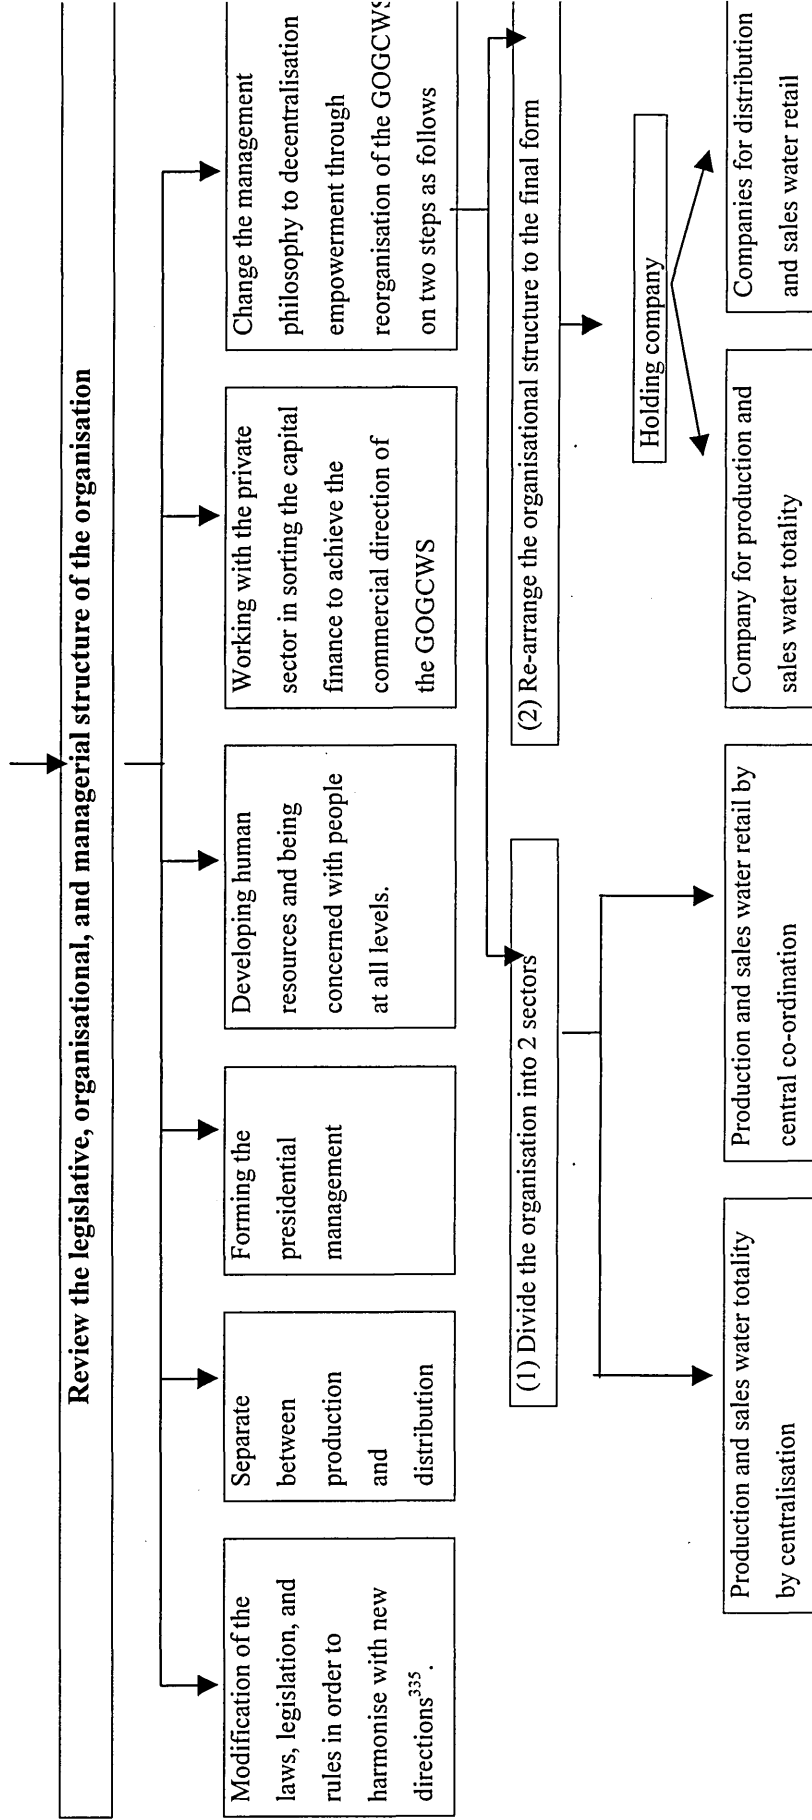 Review the legislative, organisational, and managerial structure of the organisation
Modification of the
laws, legislation, and
rules in order to
harmonise with new
directions³³⁵.
Separate
between
production
and
distribution
Forming the
presidential
management
Developing human
resources and being
concerned with people
at all levels.
Working with the private
sector in sorting the capital
finance to achieve the
commercial direction of
the GOGCWS
Change the management
philosophy to decentralisation
empowerment through
reorganisation of the GOGCWS
on two steps as follows
(1) Divide the organisation into 2 sectors
(2) Re-arrange the organisational structure to the final form
Holding company
Production and sales water totality
by centralisation
Production and sales water retail by
central co-ordination
Company for production and
sales water totality
Companies for distribution
and sales water retail